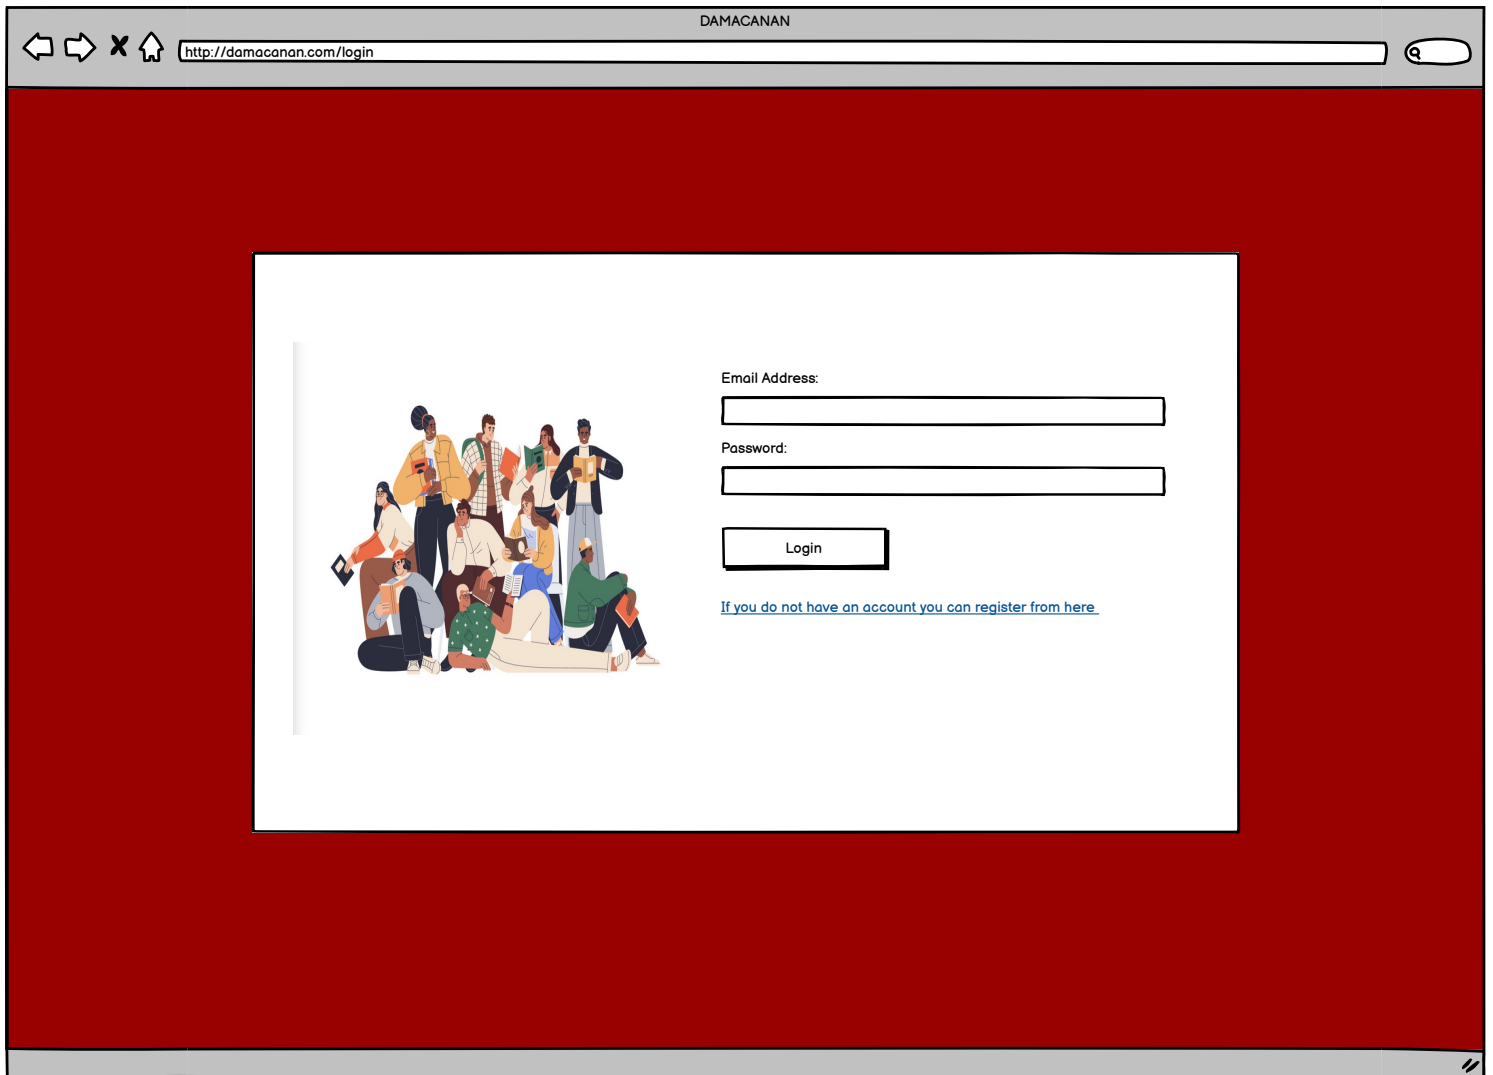 DAMACANAN
http://damacanan.com/login
Email Address:
Password:
Login
If you do not have an account you can register from here